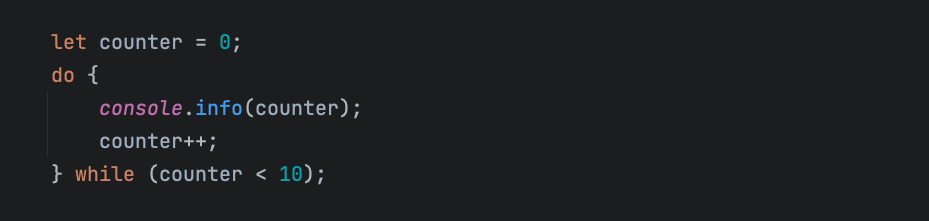 let counter = 0;
do {
    console.info(counter);
    counter++;
} while (counter < 10);